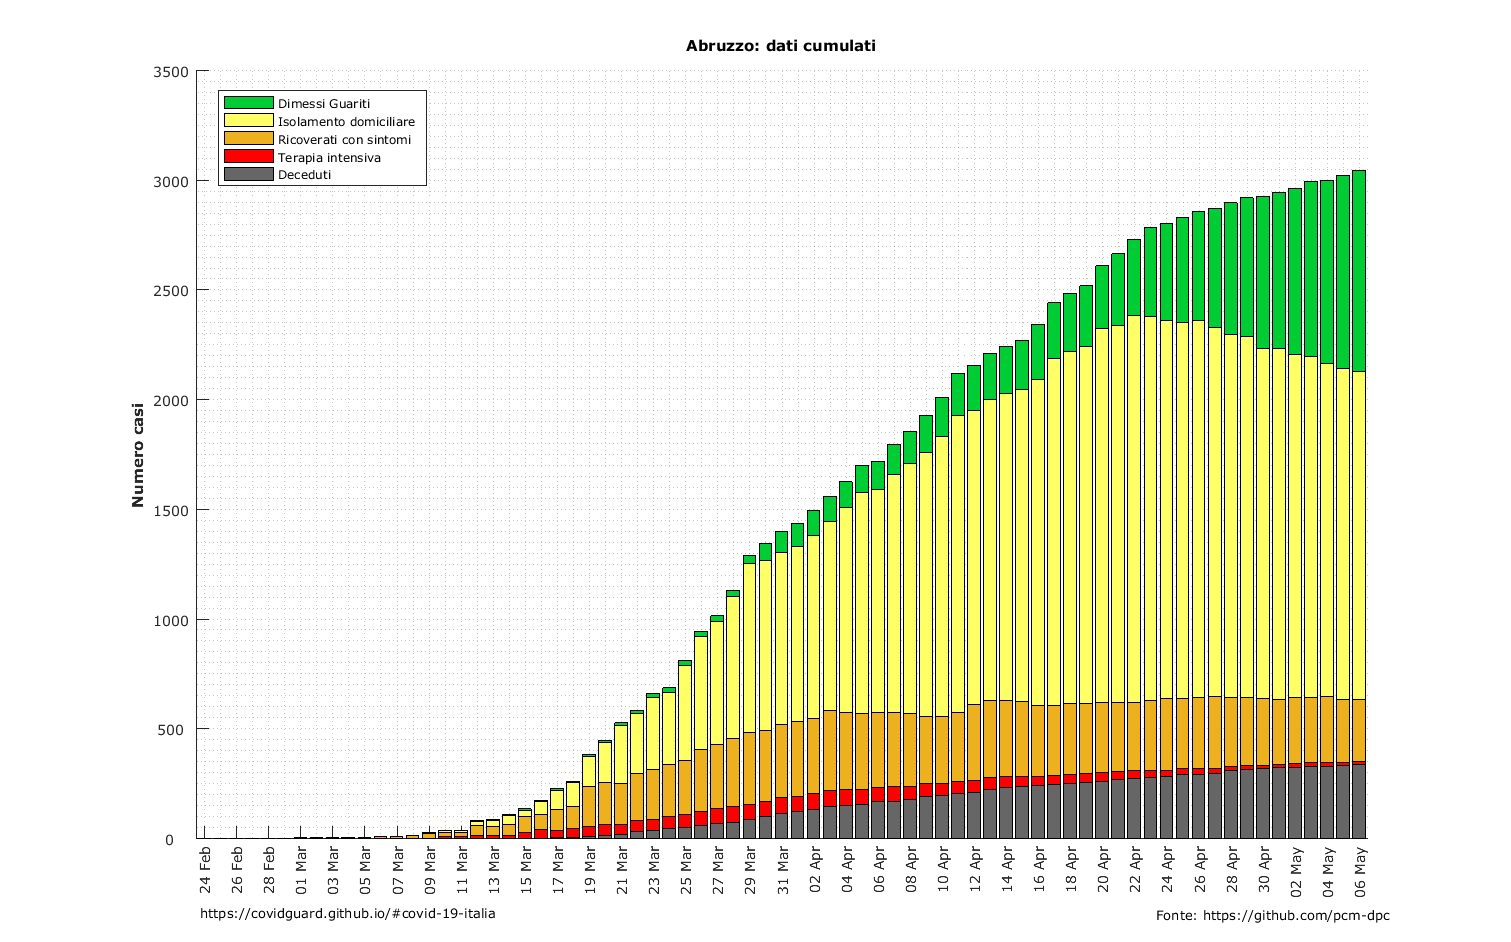 Abruzzo: dati cumulati
3500
3000
2500
2000
1500
1000
500
0
Numero casi
Dimessi Guariti
Isolamento domiciliare
Ricoverati con sintomi
Terapia intensiva
Deceduti
24 Feb
26 Feb
28 Feb
01 Mar
03 Mar
05 Mar
07 Mar
09 Mar
11 Mar
13 Mar
15 Mar
17 Mar
19 Mar
21 Mar
23 Mar
25 Mar
27 Mar
29 Mar
31 Mar
02 Apr
04 Apr
06 Apr
08 Apr
10 Apr
12 Apr
14 Apr
16 Apr
18 Apr
20 Apr
22 Apr
24 Apr
26 Apr
28 Apr
30 Apr
02 May
04 May
06 May
https://covidguard.github.io/#covid-19-italia
Fonte: https://github.com/pcm-dpc